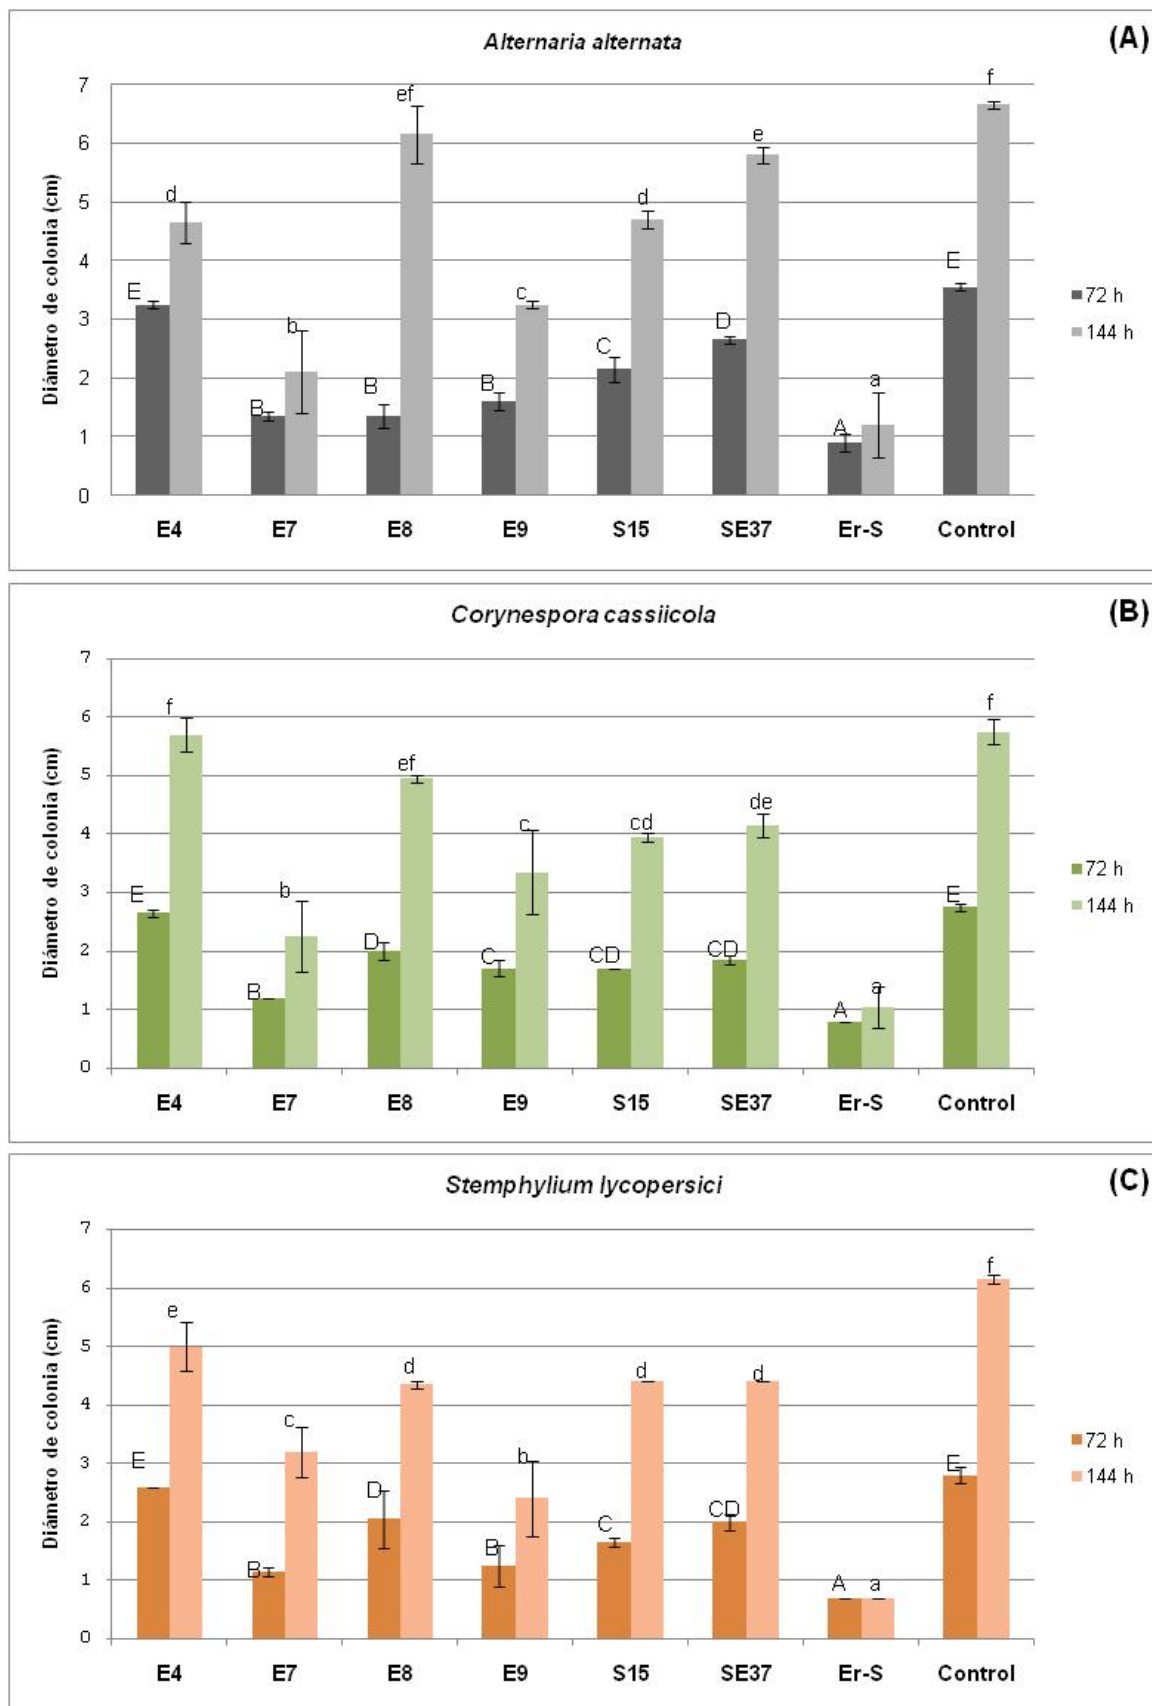 Alternaria alternata
(A)
Diámetro de colonia (cm)
7
6
5
4
3
2
1
0
E
d
B
b
B
ef
B
c
C
d
D
e
A
a
E
f
E4 E7 E8 E9 S15 SE37 Er-S Control
72 h
144 h
Corynespora cassiicola
(B)
Diámetro de colonia (cm)
7
6
5
4
3
2
1
0
E
f
B
b
D
ef
C
c
CD
cd
CD
de
A
a
E
f
E4 E7 E8 E9 S15 SE37 Er-S Control
72 h
144 h
Stemphylium lycopersici
(C)
Diámetro de colonia (cm)
7
6
5
4
3
2
1
0
E
e
B
c
D
d
B
b
C
d
CD
d
A
a
E
f
E4 E7 E8 E9 S15 SE37 Er-S Control
72 h
144 h